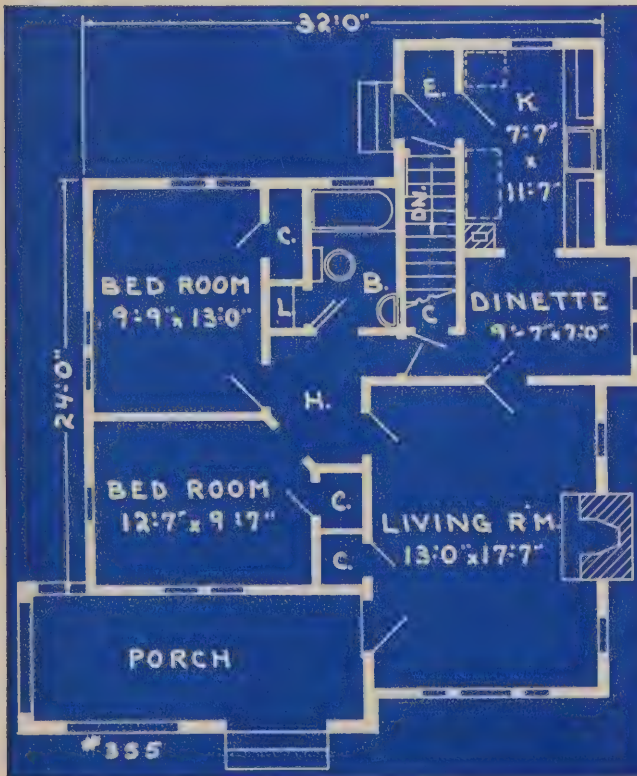 32'-0"
E.
K
7'-7"
x
11'-7"
DN.
C.
BED ROOM
9'-9" x 13'-0"
L
B.
C
DINETTE
9'-7" x 7'-0"
24'-0"
H.
BED ROOM
12'-7" x 9'-7"
C.
LIVING R'M.
13'-0" x 17'-7"
C.
PORCH
#355